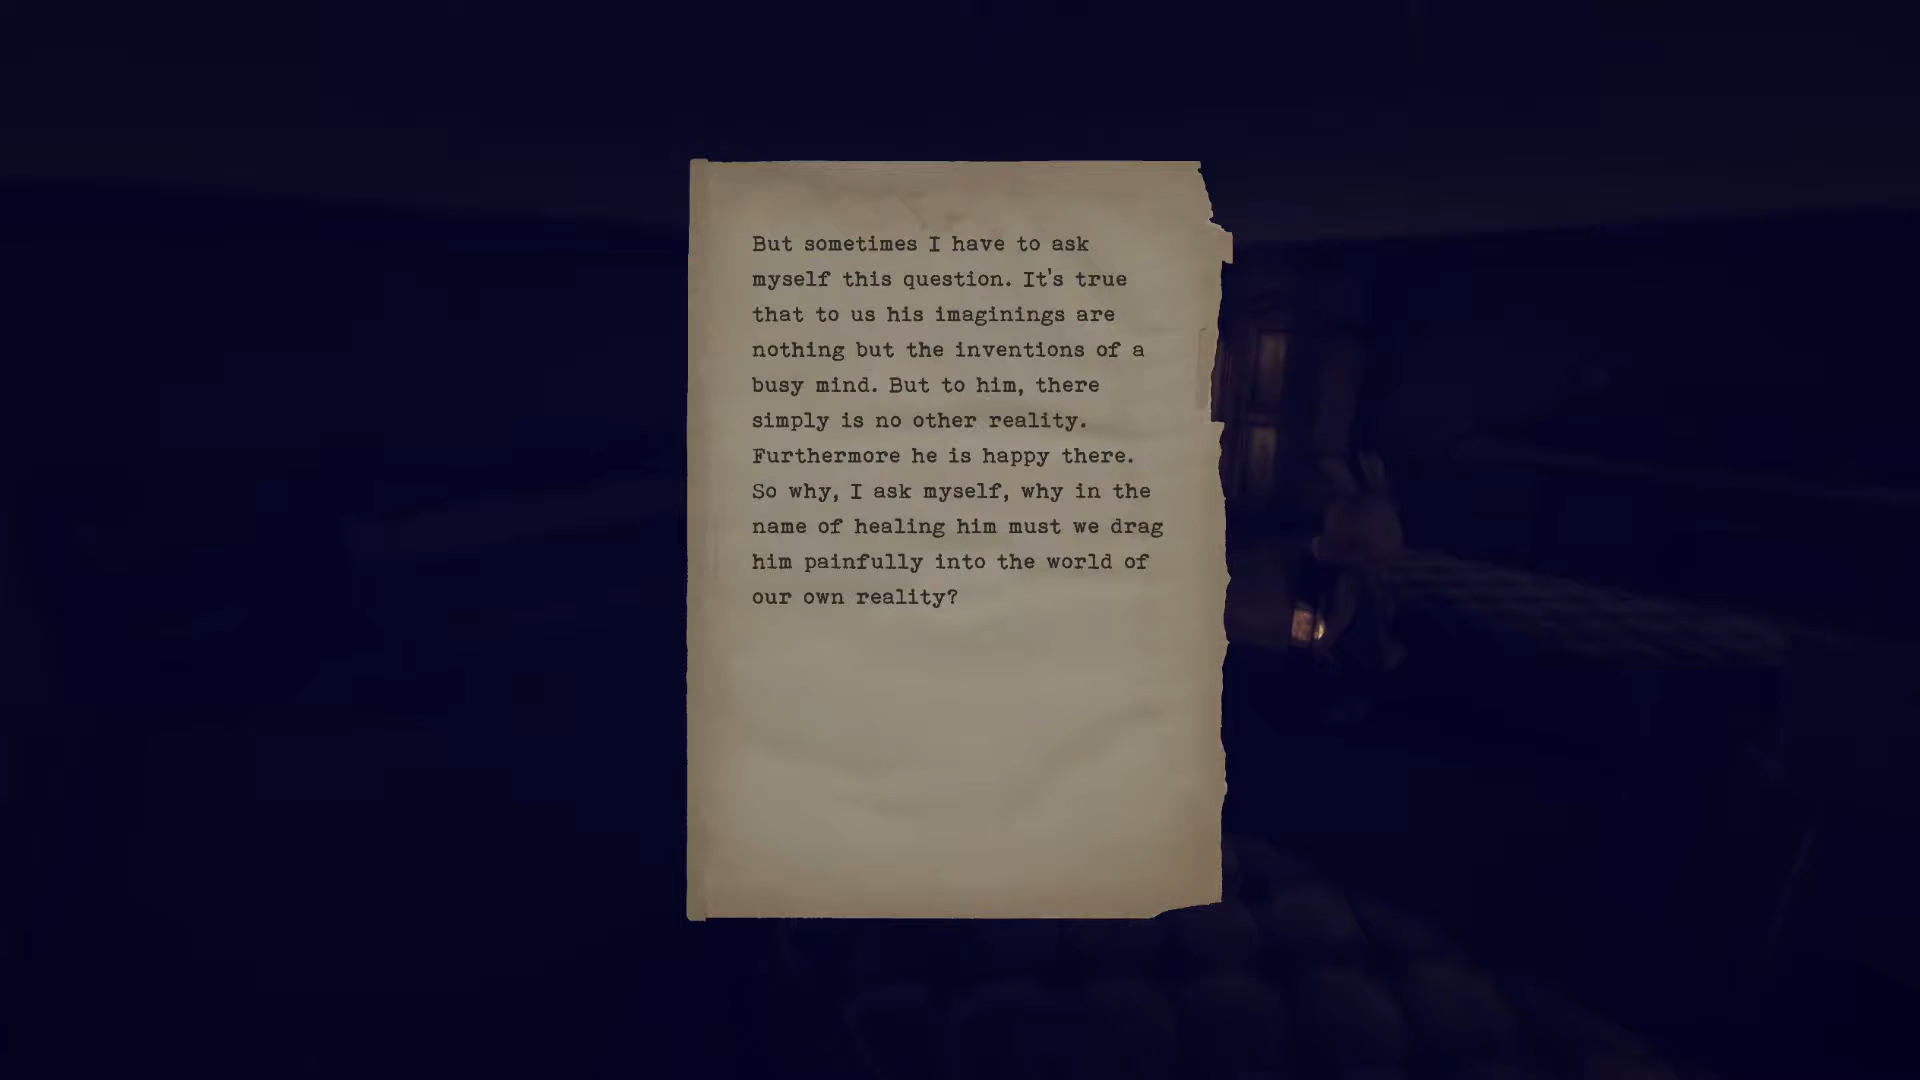 But sometimes I have to ask
myself this question. It's true
that to us his imaginings are
nothing but the inventions of a
busy mind. But to him, there
simply is no other reality.
Furthermore he is happy there.
So why, I ask myself, why in the
name of healing him must we drag
him painfully into the world of
our own reality?